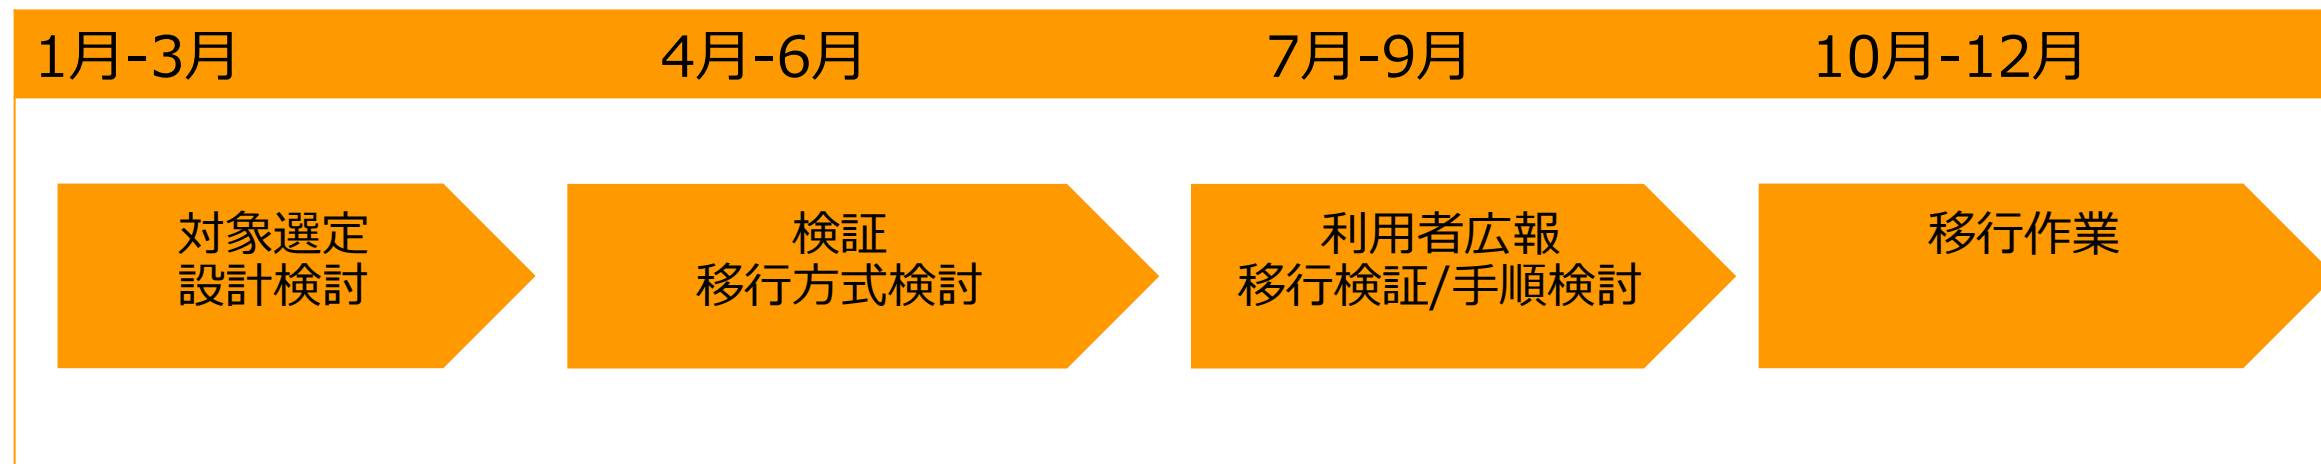 1月-3月 4月-6月 7月-9月 10月-12月
対象選定
設計検討
検証
移行方式検討
利用者広報
移行検証/手順検討
移行作業